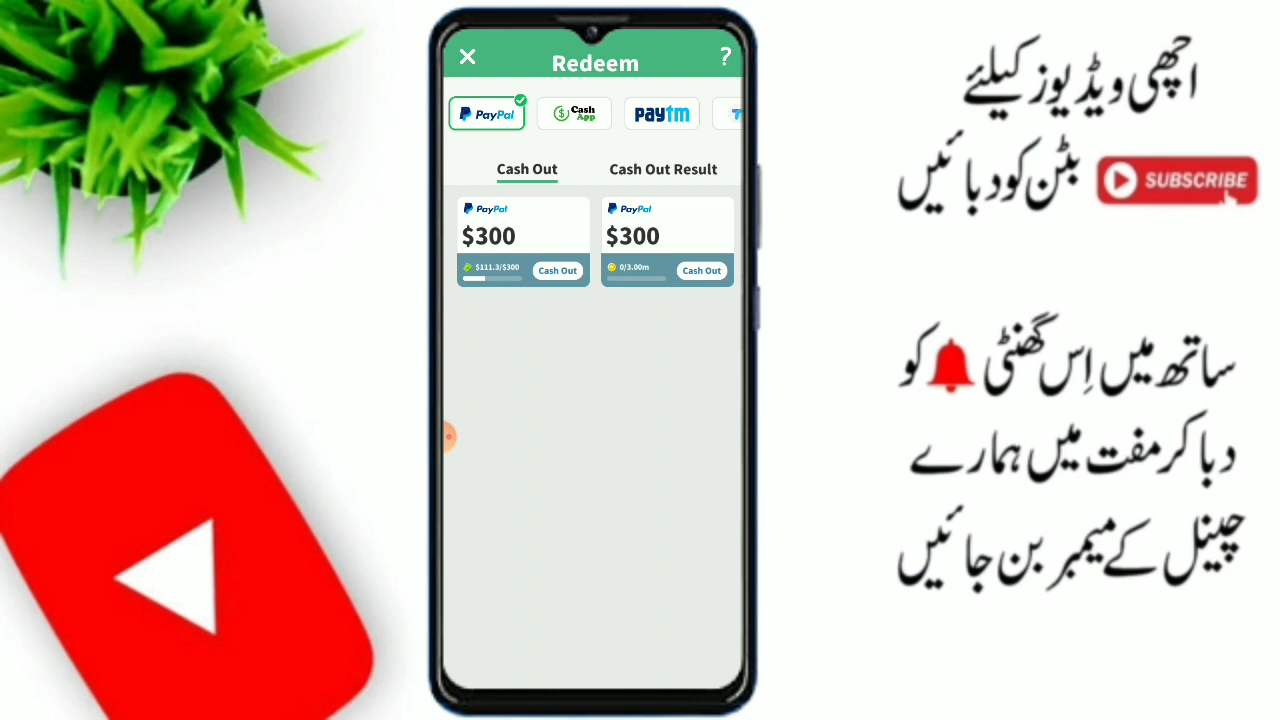 Redeem
?
PayPal
Cash App
Paytm
Cash Out
Cash Out Result
PayPal
$300
$111.3/$300
Cash Out
PayPal
$300
0/3.00m
Cash Out
اچھی ویڈیوز کیلئے
بٹن کو دبائیں
SUBSCRIBE
ساتھ میں اِس گھنٹی کو
دبا کر مفت میں ہمارے
چینل کے میمبر بن جائیں